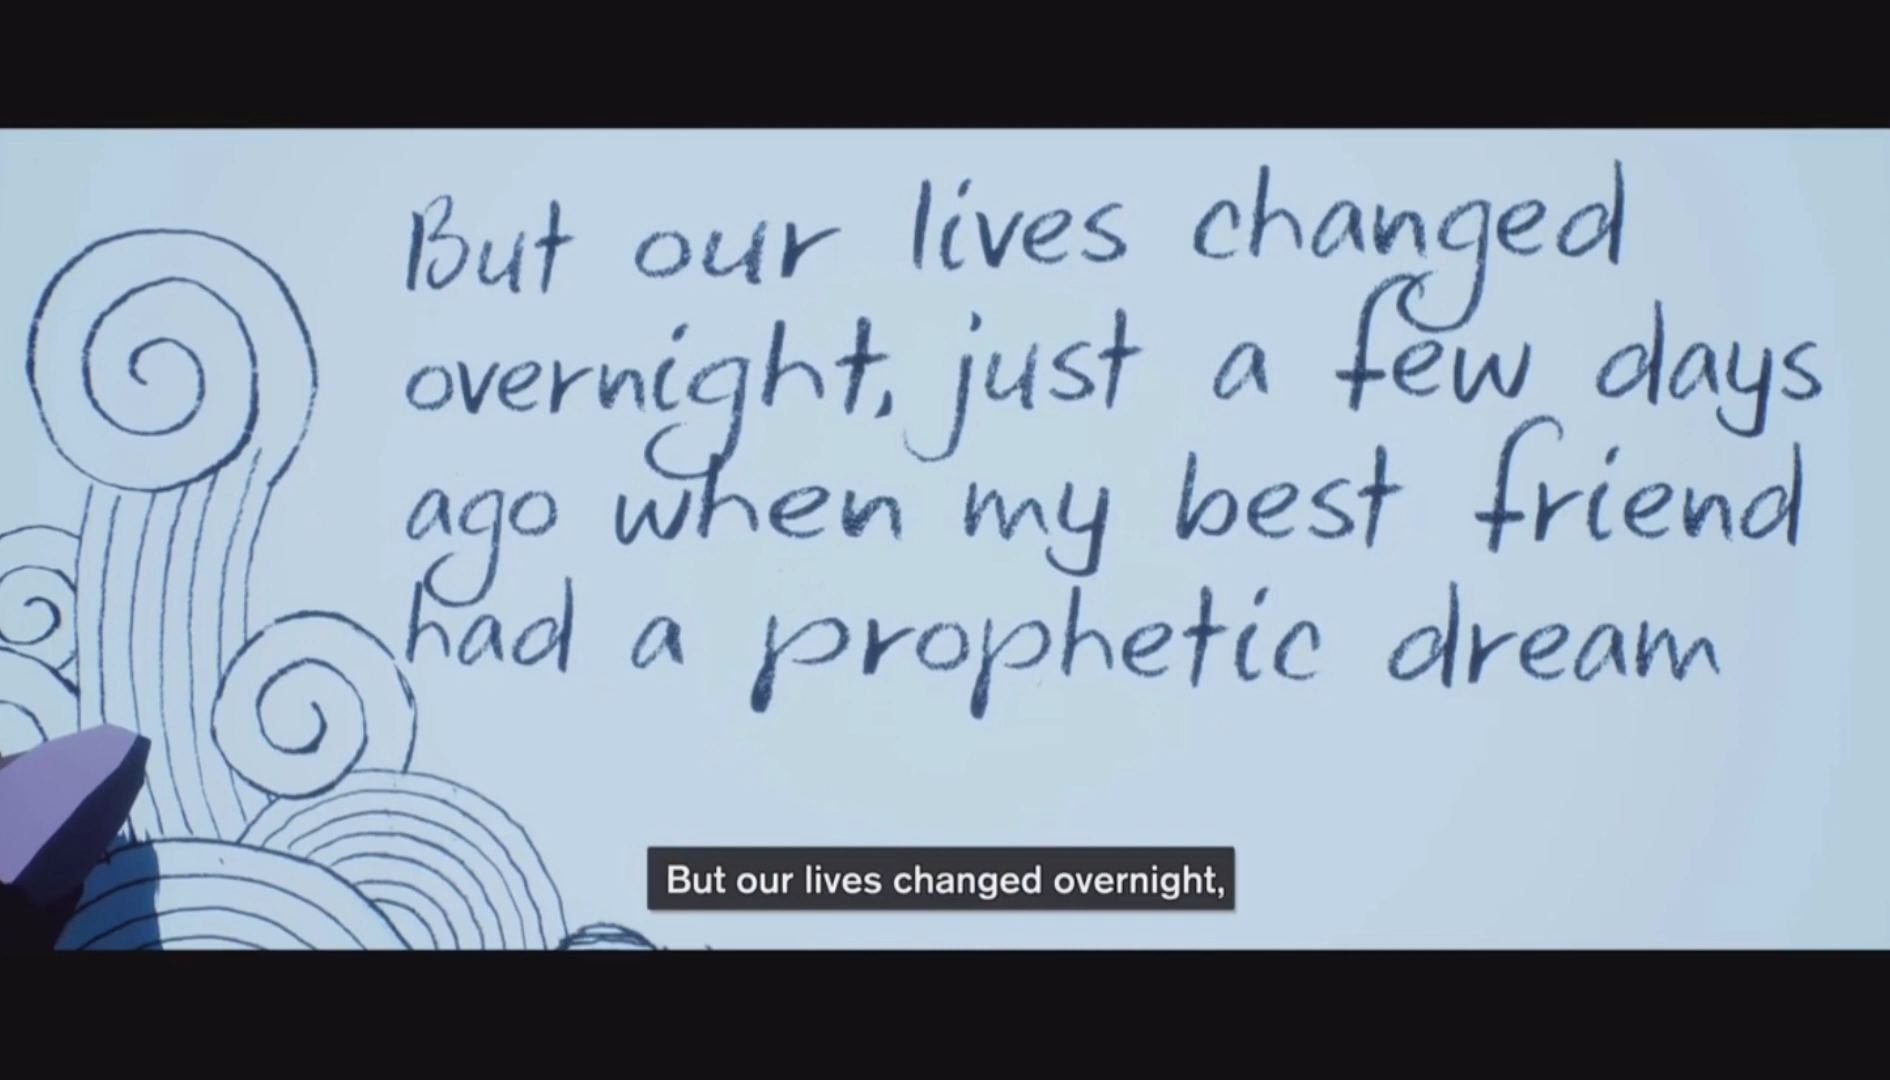 But our lives changed
overnight, just a few days
ago when my best friend
had a prophetic dream
But our lives changed overnight,